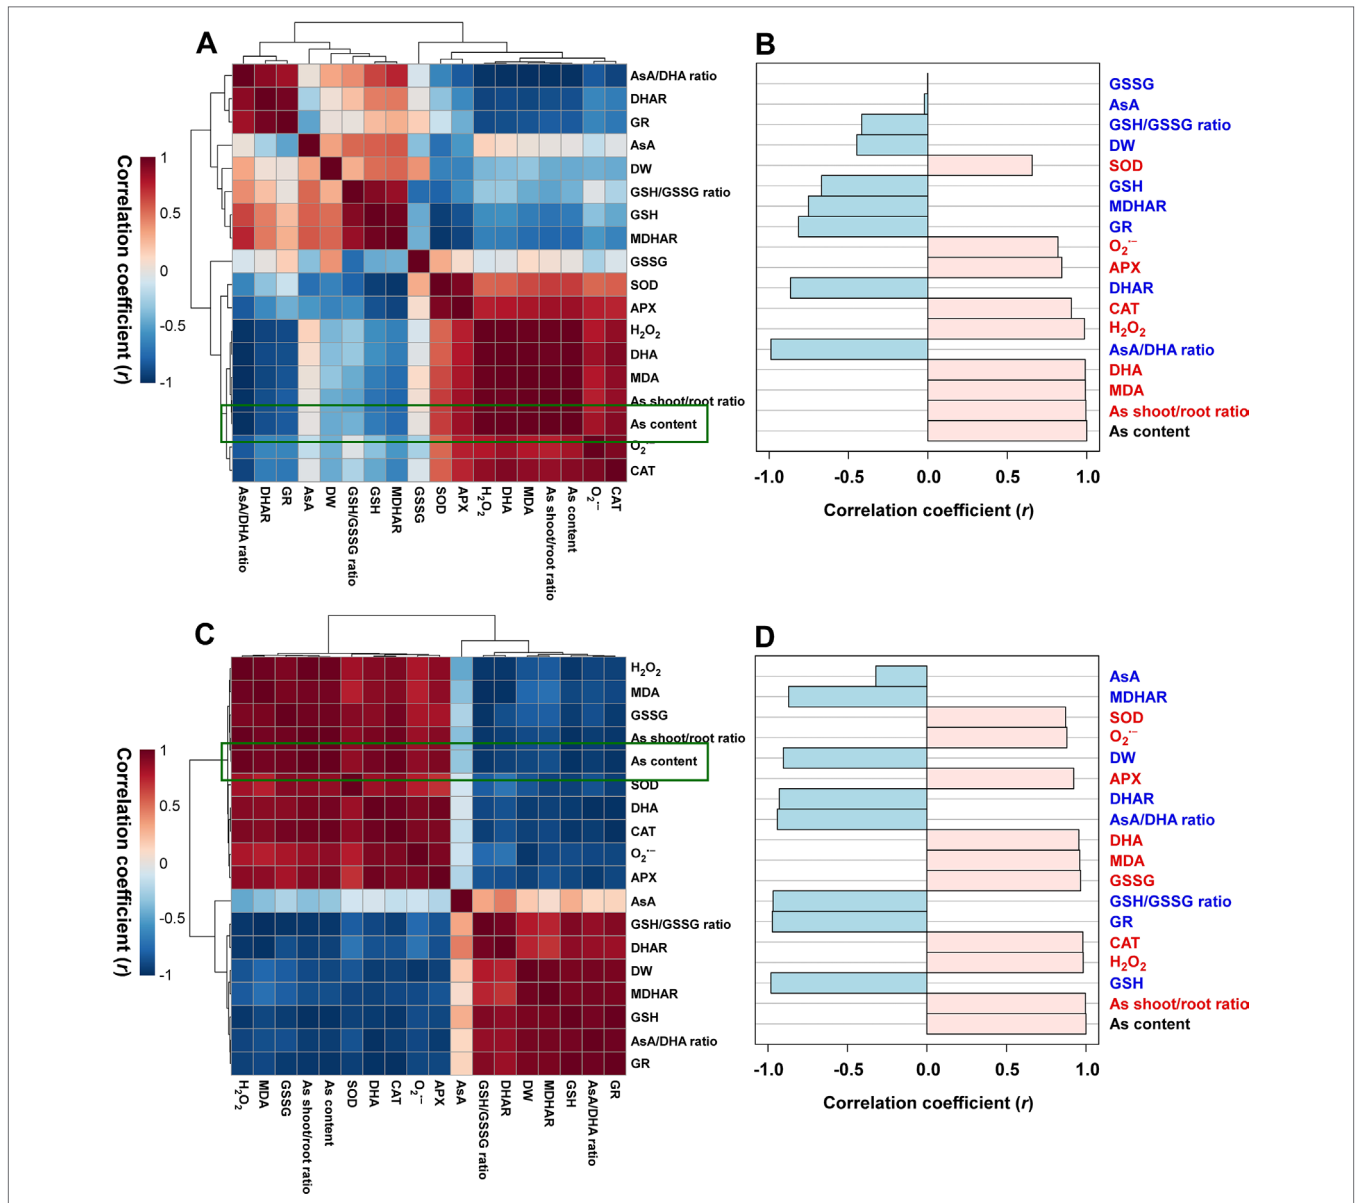 A
AsA/DHA ratio
DHAR
GR
AsA
DW
GSH/GSSG ratio
GSH
MDHAR
GSSG
SOD
APX
H2O2
DHA
MDA
As shoot/root ratio
As content
O2•−
CAT
Correlation coefficient (r)
1
0.5
0
-0.5
-1
AsA/DHA ratio
DHAR
GR
AsA
DW
GSH/GSSG ratio
GSH
MDHAR
GSSG
SOD
APX
H2O2
DHA
MDA
As shoot/root ratio
As content
O2•−
CAT
B
GSSG
AsA
GSH/GSSG ratio
DW
SOD
GSH
MDHAR
GR
O2•−
APX
DHAR
CAT
H2O2
AsA/DHA ratio
DHA
MDA
As shoot/root ratio
As content
-1.0 -0.5 0.0 0.5 1.0
Correlation coefficient (r)
C
H2O2
MDA
GSSG
As shoot/root ratio
As content
SOD
DHA
CAT
O2•−
APX
AsA
GSH/GSSG ratio
DHAR
DW
MDHAR
GSH
AsA/DHA ratio
GR
Correlation coefficient (r)
1
0.5
0
-0.5
-1
H2O2
MDA
GSSG
As shoot/root ratio
As content
SOD
DHA
CAT
O2•−
APX
AsA
GSH/GSSG ratio
DHAR
DW
MDHAR
GSH
AsA/DHA ratio
GR
D
AsA
MDHAR
SOD
O2•−
DW
APX
DHAR
AsA/DHA ratio
DHA
MDA
GSSG
GSH/GSSG ratio
GR
CAT
H2O2
GSH
As shoot/root ratio
As content
-1.0 -0.5 0.0 0.5 1.0
Correlation coefficient (r)